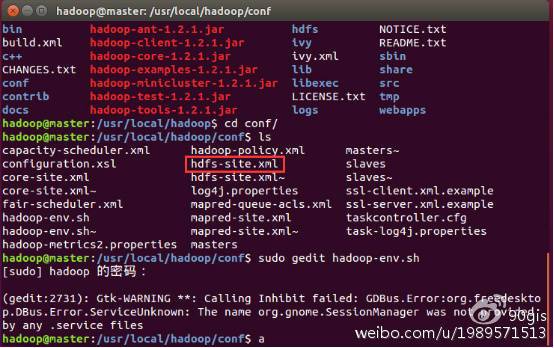 hadoop@master: /usr/local/hadoop/conf
bin hadoop-ant-1.2.1.jar hdfs NOTICE.txt
build.xml hadoop-client-1.2.1.jar ivy README.txt
c++ hadoop-core-1.2.1.jar ivy.xml sbin
CHANGES.txt hadoop-examples-1.2.1.jar lib share
conf hadoop-minicluster-1.2.1.jar libexec src
contrib hadoop-test-1.2.1.jar LICENSE.txt tmp
docs hadoop-tools-1.2.1.jar logs webapps
hadoop@master:/usr/local/hadoop$ cd conf/
hadoop@master:/usr/local/hadoop/conf$ ls
capacity-scheduler.xml hadoop-policy.xml masters~
configuration.xsl hdfs-site.xml slaves
core-site.xml hdfs-site.xml~ slaves~
core-site.xml~ log4j.properties ssl-client.xml.example
fair-scheduler.xml mapred-queue-acls.xml ssl-server.xml.example
hadoop-env.sh mapred-site.xml taskcontroller.cfg
hadoop-env.sh~ mapred-site.xml~ task-log4j.properties
hadoop-metrics2.properties masters
hadoop@master:/usr/local/hadoop/conf$ sudo gedit hadoop-env.sh
[sudo] hadoop 的密码：
(gedit:2731): Gtk-WARNING **: Calling Inhibit failed: GDBus.Error:org.freedeskto
p.DBus.Error.ServiceUnknown: The name org.gnome.SessionManager was not provided
by any .service files
hadoop@master:/usr/local/hadoop/conf$ a
90gis
weibo.com/u/1989571513